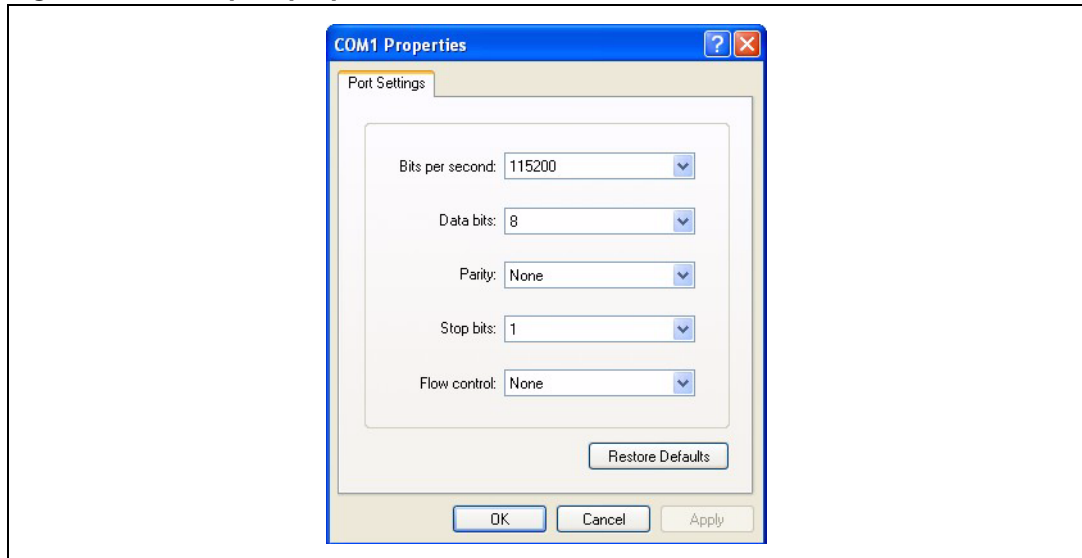 COM1 Properties
Port Settings
Bits per second: 115200
Data bits: 8
Parity: None
Stop bits: 1
Flow control: None
Restore Defaults
OK Cancel Apply